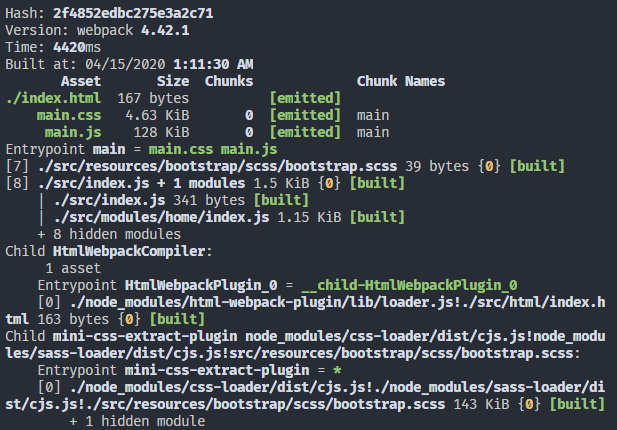 Hash: 2f4852edbc275e3a2c71
Version: webpack 4.42.1
Time: 4420ms
Built at: 04/15/2020 1:11:30 AM
Asset Size Chunks Chunk Names
./index.html 167 bytes [emitted]
main.css 4.63 KiB 0 [emitted] main
main.js 128 KiB 0 [emitted] main
Entrypoint main = main.css main.js
[7] ./src/resources/bootstrap/scss/bootstrap.scss 39 bytes {0} [built]
[8] ./src/index.js + 1 modules 1.5 KiB {0} [built]
| ./src/index.js 341 bytes [built]
| ./src/modules/home/index.js 1.15 KiB [built]
+ 8 hidden modules
Child HtmlWebpackCompiler:
1 asset
Entrypoint HtmlWebpackPlugin_0 = __child-HtmlWebpackPlugin_0
[0] ./node_modules/html-webpack-plugin/lib/loader.js!./src/html/index.h
tml 163 bytes {0} [built]
Child mini-css-extract-plugin node_modules/css-loader/dist/cjs.js!node_modu
les/sass-loader/dist/cjs.js!src/resources/bootstrap/scss/bootstrap.scss:
Entrypoint mini-css-extract-plugin = *
[0] ./node_modules/css-loader/dist/cjs.js!./node_modules/sass-loader/di
st/cjs.js!./src/resources/bootstrap/scss/bootstrap.scss 143 KiB {0} [built]
+ 1 hidden module